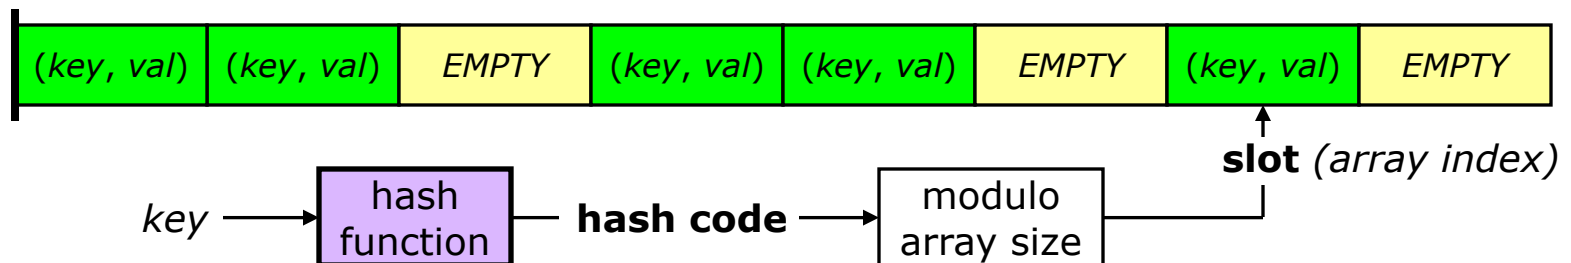 (key, val) (key, val) EMPTY (key, val) (key, val) EMPTY (key, val) EMPTY
slot (array index)
key hash function hash code modulo array size